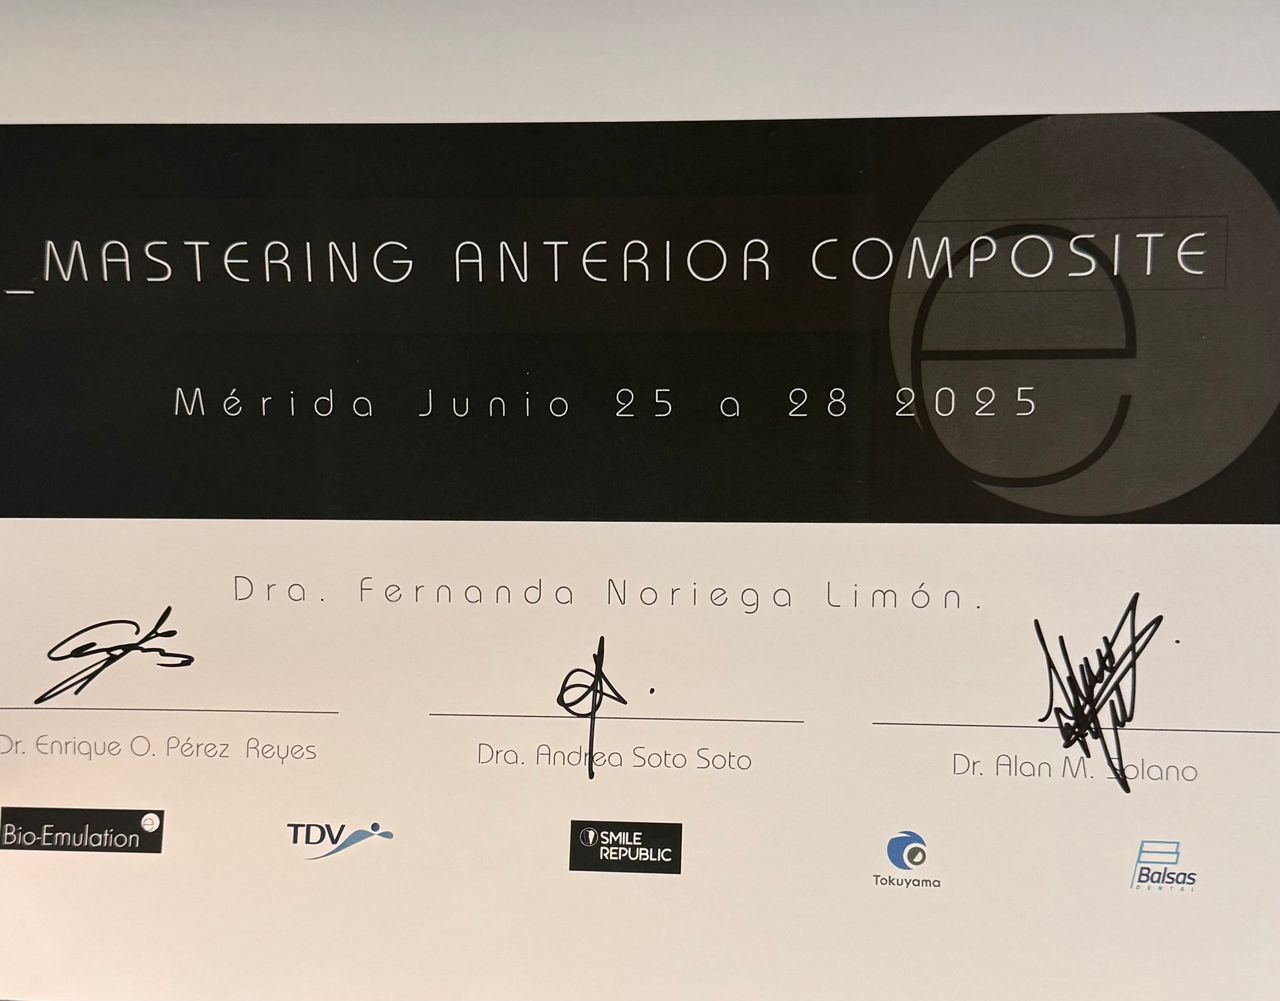 _MASTERING ANTERIOR COMPOSITE
e
Mérida Junio 25 a 28 2025
Dra. Fernanda Noriega Limón.
Dr. Enrique O. Pérez Reyes
Dra. Andrea Soto Soto
Dr. Alan M. Solano
Bio-Emulation e
TDV
SMILE
REPUBLIC
Tokuyama
Balsas
DENTAL